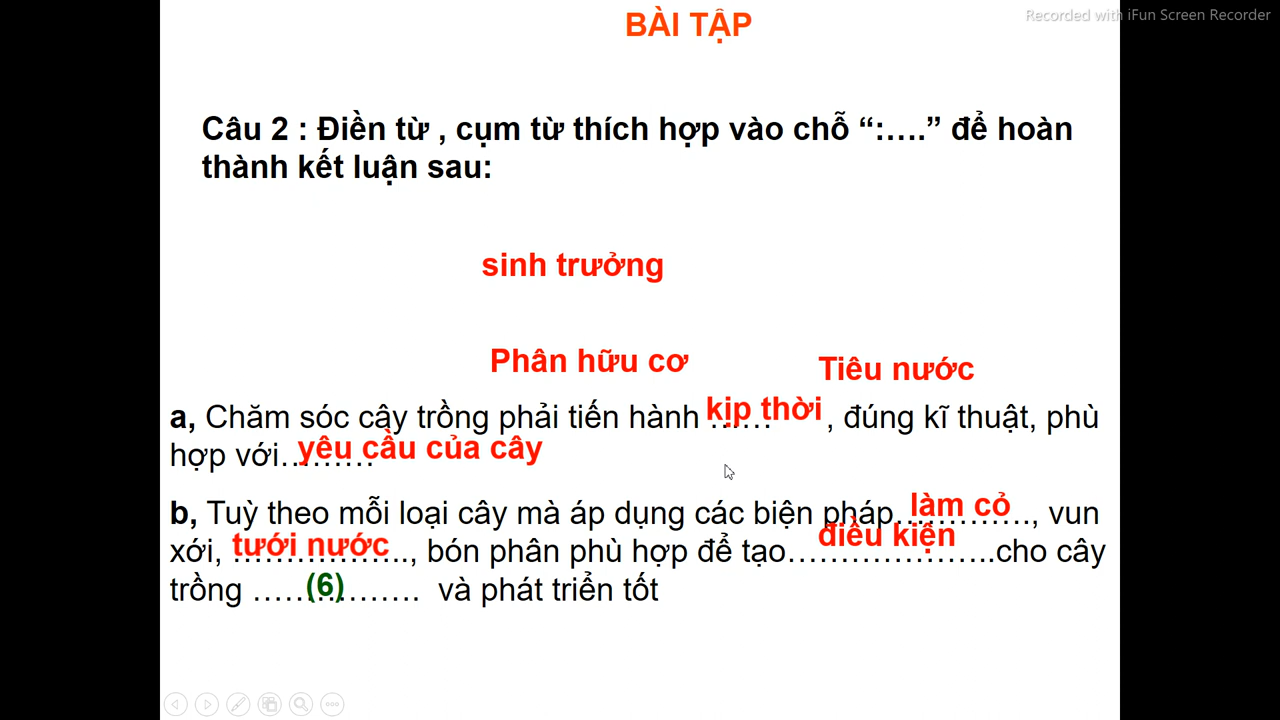 BÀI TẬP
Recorded with iFun Screen Recorder
Câu 2 : Điền từ , cụm từ thích hợp vào chỗ “:….” để hoàn
thành kết luận sau:
sinh trưởng
Phân hữu cơ
Tiêu nước
a, Chăm sóc cây trồng phải tiến hành kịp thời , đúng kĩ thuật, phù
hợp với yêu cầu của cây
b, Tuỳ theo mỗi loại cây mà áp dụng các biện pháp làm cỏ ......, vun
xới, tưới nước ......, bón phân phù hợp để tạo điều kiện ......cho cây
trồng ......(6)...... và phát triển tốt